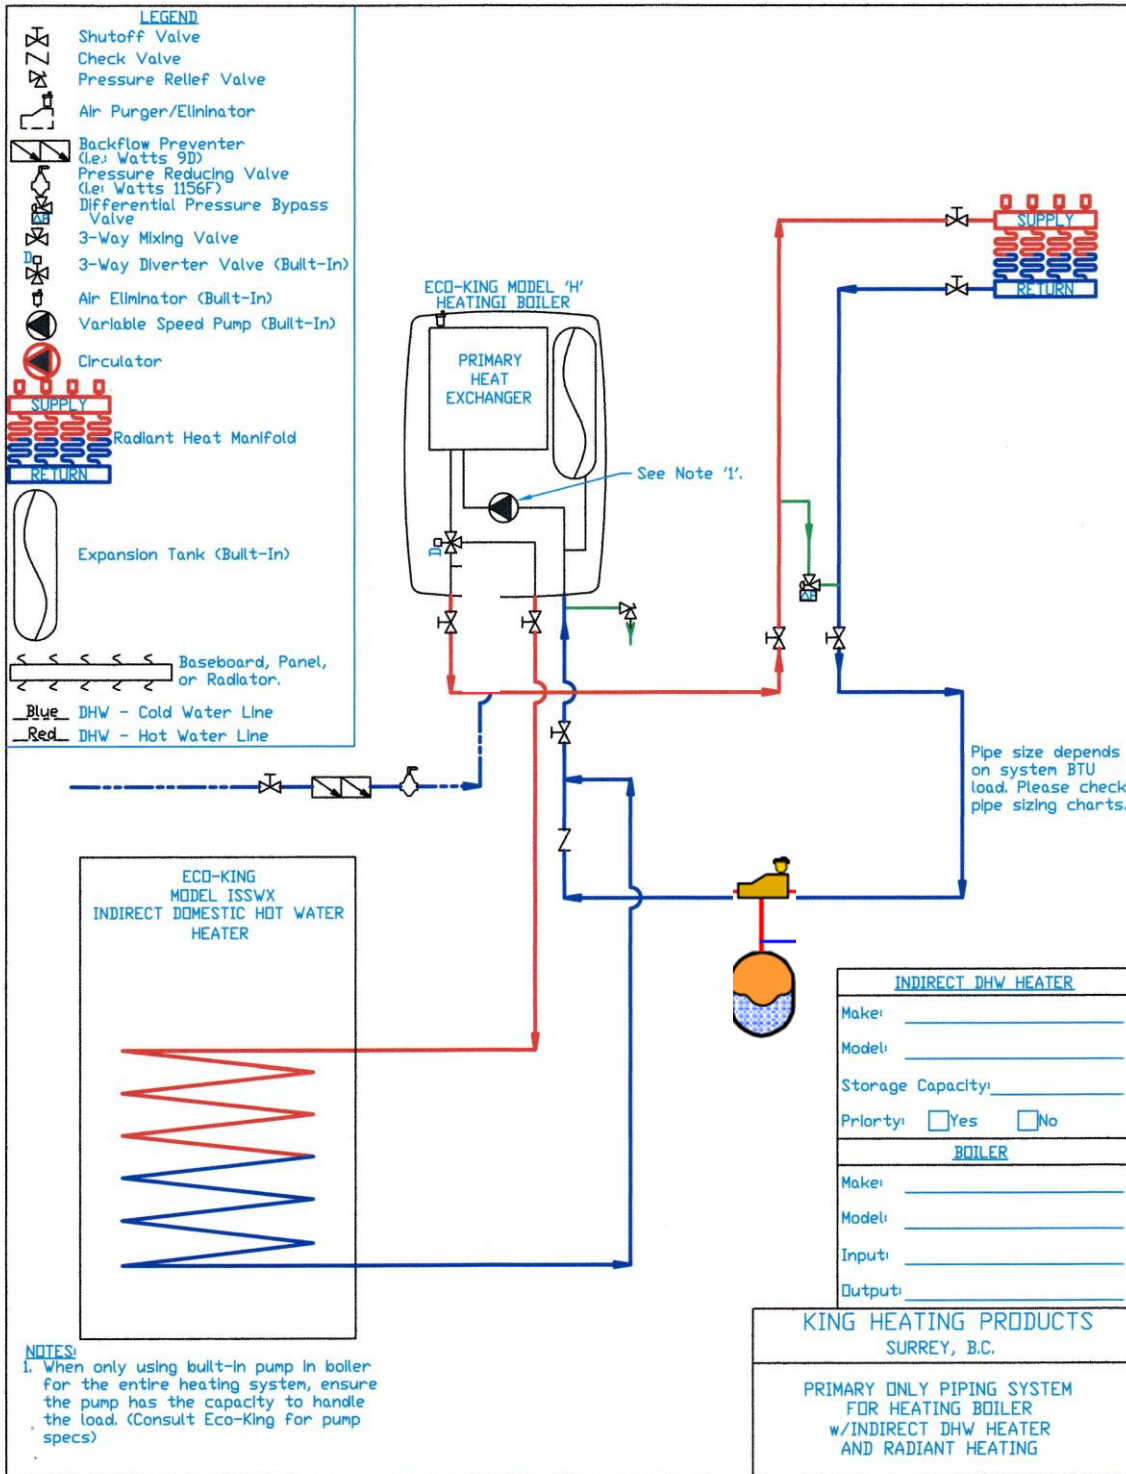 LEGEND
Shutoff Valve
Check Valve
Pressure Relief Valve
Air Purger/Elininator
Backflow Preventer
(i.e: Watts 9D)
Pressure Reducing Valve
(i.e: Watts 1156F)
Differential Pressure Bypass
Valve
ΔP
3-Way Mixing Valve
D
3-Way Diverter Valve (Built-In)
Air Eliminator (Built-In)
Variable Speed Pump (Built-In)
Circulator
SUPPLY
Radiant Heat Manifold
RETURN
Expansion Tank (Built-In)
Baseboard, Panel,
or Radiator.
Blue DHW - Cold Water Line
Red DHW - Hot Water Line
ECO-KING MODEL 'H'
HEATINGI BOILER
PRIMARY
HEAT
EXCHANGER
See Note '1'.
D
SUPPLY
RETURN
ΔP
Pipe size depends
on system BTU
load. Please check
pipe sizing charts.
ECO-KING
MODEL ISSWX
INDIRECT DOMESTIC HOT WATER
HEATER
INDIRECT DHW HEATER
Make:
Model:
Storage Capacity:
Priorty: Yes No
BOILER
Make:
Model:
Input:
Output:
KING HEATING PRODUCTS
SURREY, B.C.
PRIMARY ONLY PIPING SYSTEM
FOR HEATING BOILER
w/INDIRECT DHW HEATER
AND RADIANT HEATING
NOTES:
1. When only using built-in pump in boiler
for the entire heating system, ensure
the pump has the capacity to handle
the load. (Consult Eco-King for pump
specs)